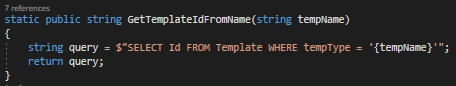 7 references
static public string GetTemplateIdFromName(string tempName)
{
string query = $"SELECT Id FROM Template WHERE tempType = '{tempName}'";
return query;
}